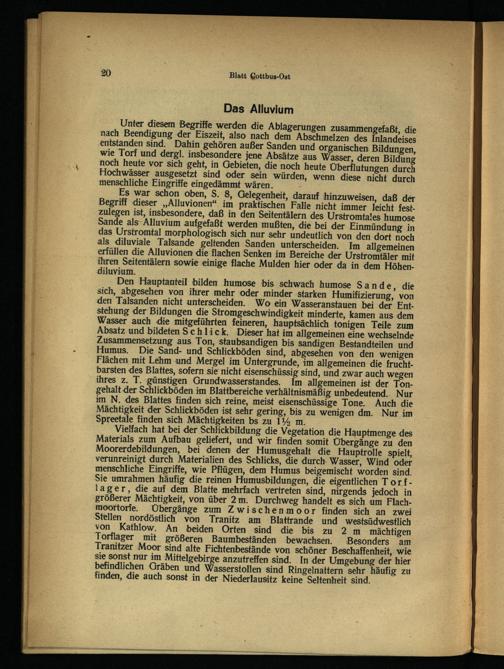 20
Blatt Cottbus-Ost
Das Alluvium
Unter diesem Begriffe werden die Ablagerungen zusammengefaßt, die
nach Beendigung der Eiszeit, also nach dem Abschmelzen des Inlandeises
entstanden sind. Dahin gehören außer Sanden und organischen Bildungen,
wie Torf und dergl. insbesondere jene Absätze aus Wasser, deren Bildung
noch heute vor sich geht, in Gebieten, die noch heute Überflutungen durch
Hochwässer ausgesetzt sind oder sein würden, wenn diese nicht durch
menschliche Eingriffe eingedämmt wären.
Es war schon oben, S. 8, Gelegenheit, darauf hinzuweisen, daß der
Begriff dieser „Alluvionen“ im praktischen Falle nicht immer leicht fest-
zulegen ist, insbesondere, daß in den Seitentälern des Urstromtales humose
Sande als Alluvium aufgefaßt werden mußten, die bei der Einmündung in
das Urstromtal morphologisch sich nur sehr undeutlich von den dort noch
als diluviale Talsande geltenden Sanden unterscheiden. Im allgemeinen
erfüllen die Alluvionen die flachen Senken im Bereiche der Urstromtäler mit
ihren Seitentälern sowie einige flache Mulden hier oder da in dem Höhen-
diluvium.
Den Hauptanteil bilden humose bis schwach humose Sande, die
sich, abgesehen von ihrer mehr oder minder starken Humifizierung, von
den Talsanden nicht unterscheiden. Wo ein Wasseranstauen bei der Ent-
stehung der Bildungen die Stromgeschwindigkeit minderte, kamen aus dem
Wasser auch die mitgeführten feineren, hauptsächlich tonigen Teile zum
Absatz und bildeten Schlick. Dieser hat im allgemeinen eine wechselnde
Zusammensetzung aus Ton, staubsandigen bis sandigen Bestandteilen und
Humus. Die Sand- und Schlickböden sind, abgesehen von den wenigen
Flächen mit Lehm und Mergel im Untergrunde, im allgemeinen die frucht-
barsten des Blattes, sofern sie nicht eisenschüssig sind, und zwar auch wegen
ihres z. T. günstigen Grundwasserstandes. Im allgemeinen ist der Ton-
gehalt der Schlickböden im Blattbereiche verhältnismäßig unbedeutend. Nur
im N. des Blattes finden sich reine, meist eisenschüssige Tone. Auch die
Mächtigkeit der Schlickböden ist sehr gering, bis zu wenigen dm. Nur im
Spreetale finden sich Mächtigkeiten bis zu 1½ m.
Vielfach hat bei der Schlickbildung die Vegetation die Hauptmenge des
Materials zum Aufbau geliefert, und wir finden somit Übergänge zu den
Moorerdebildungen, bei denen der Humusgehalt die Hauptrolle spielt,
verunreinigt durch Materialien des Schlicks, die durch Wasser, Wind oder
menschliche Eingriffe, wie Pflügen, dem Humus beigemischt worden sind.
Sie umrahmen häufig die reinen Humusbildungen, die eigentlichen Torf-
lager, die auf dem Blatte mehrfach vertreten sind, nirgends jedoch in
größerer Mächtigkeit, von über 2 m. Durchweg handelt es sich um Flach-
moortorfe. Übergänge zum Zwischenmoor finden sich an zwei
Stellen nordöstlich von Tranitz am Blattrande und westsüdwestlich
von Kathlow. An beiden Orten sind die bis zu 2 m mächtigen
Torflager mit größeren Baumbeständen bewachsen. Besonders am
Tranitzer Moor sind alte Fichtenbestände von schöner Beschaffenheit, wie
sie sonst nur im Mittelgebirge anzutreffen sind. In der Umgebung der hier
befindlichen Gräben und Wasserstollen sind Ringelnattern sehr häufig zu
finden, die auch sonst in der Niederlausitz keine Seltenheit sind.